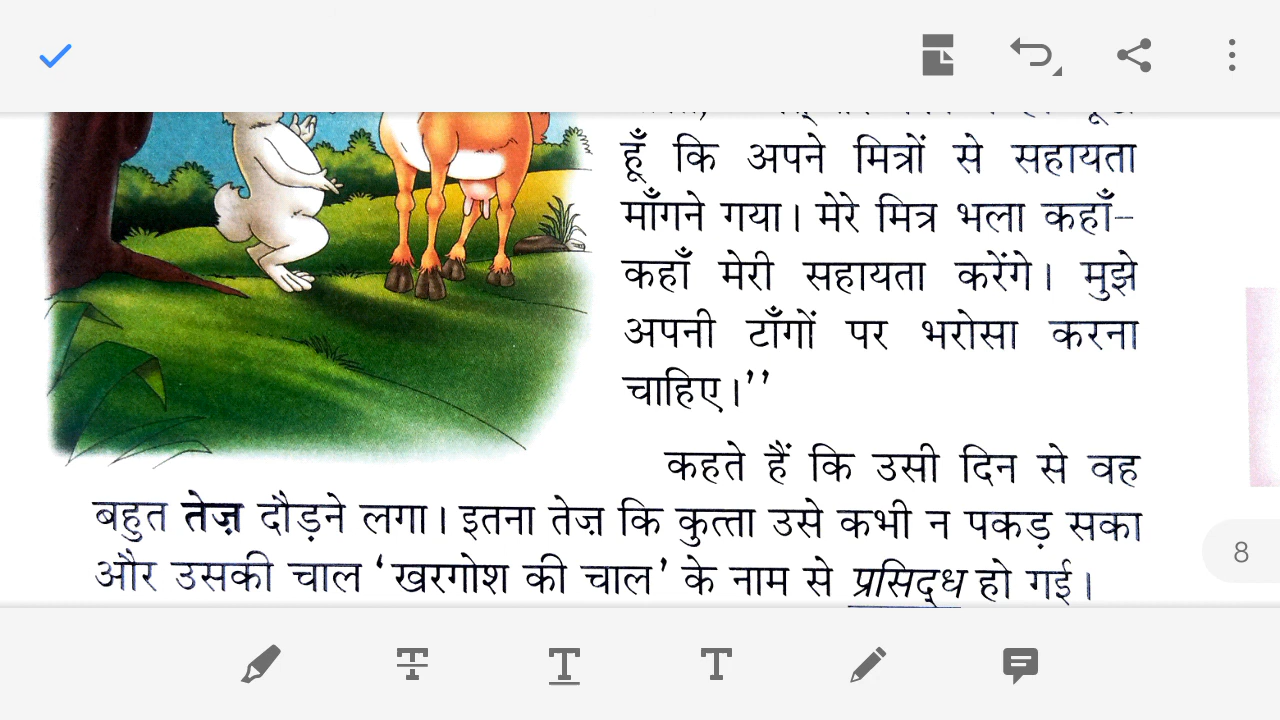 हूँ कि अपने मित्रों से सहायता
माँगने गया। मेरे मित्र भला कहाँ-
कहाँ मेरी सहायता करेंगे। मुझे
अपनी टाँगों पर भरोसा करना
चाहिए।’’
कहते हैं कि उसी दिन से वह
बहुत तेज़ दौड़ने लगा। इतना तेज़ कि कुत्ता उसे कभी न पकड़ सका
और उसकी चाल ‘खरगोश की चाल’ के नाम से प्रसिद्ध हो गई।
8